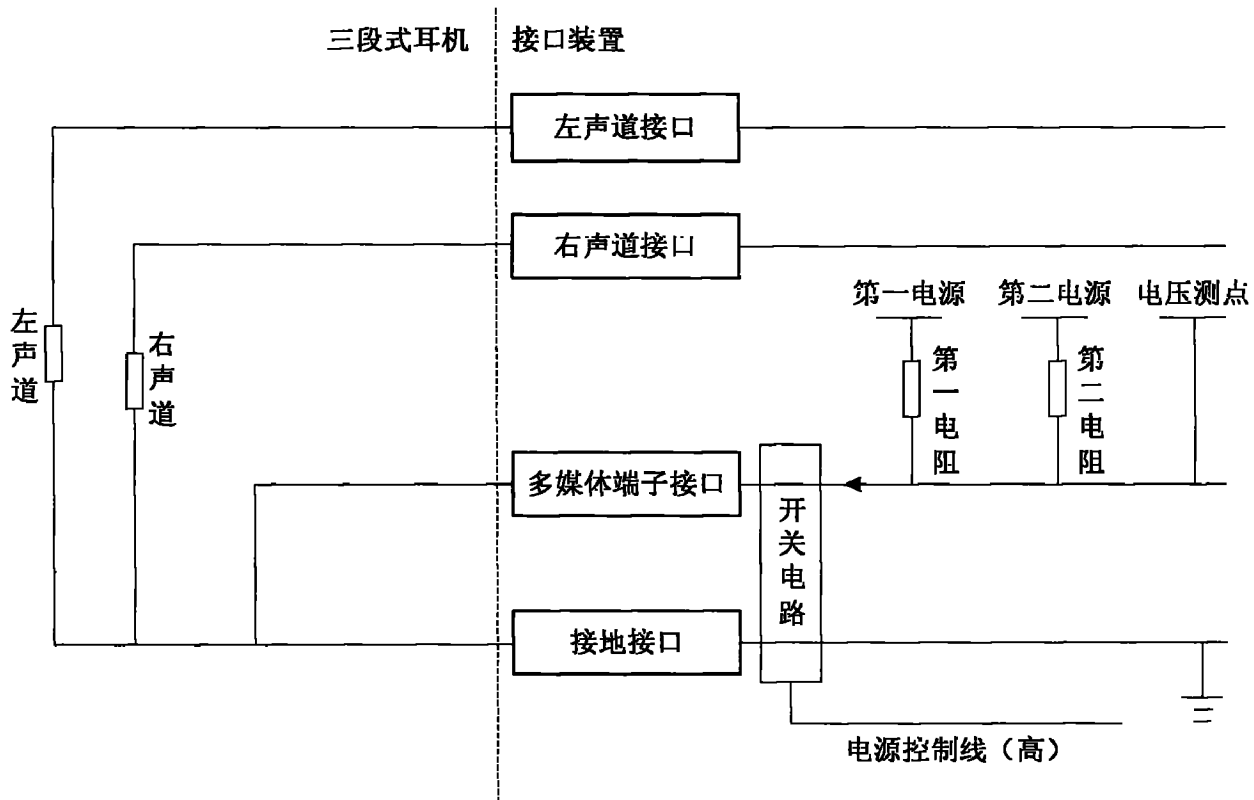 三段式耳机
接口装置
左声道接口
右声道接口
第一电源
第二电源
电压测点
左声道
右声道
第一电阻
第二电阻
多媒体端子接口
开关电路
接地接口
电源控制线（高）